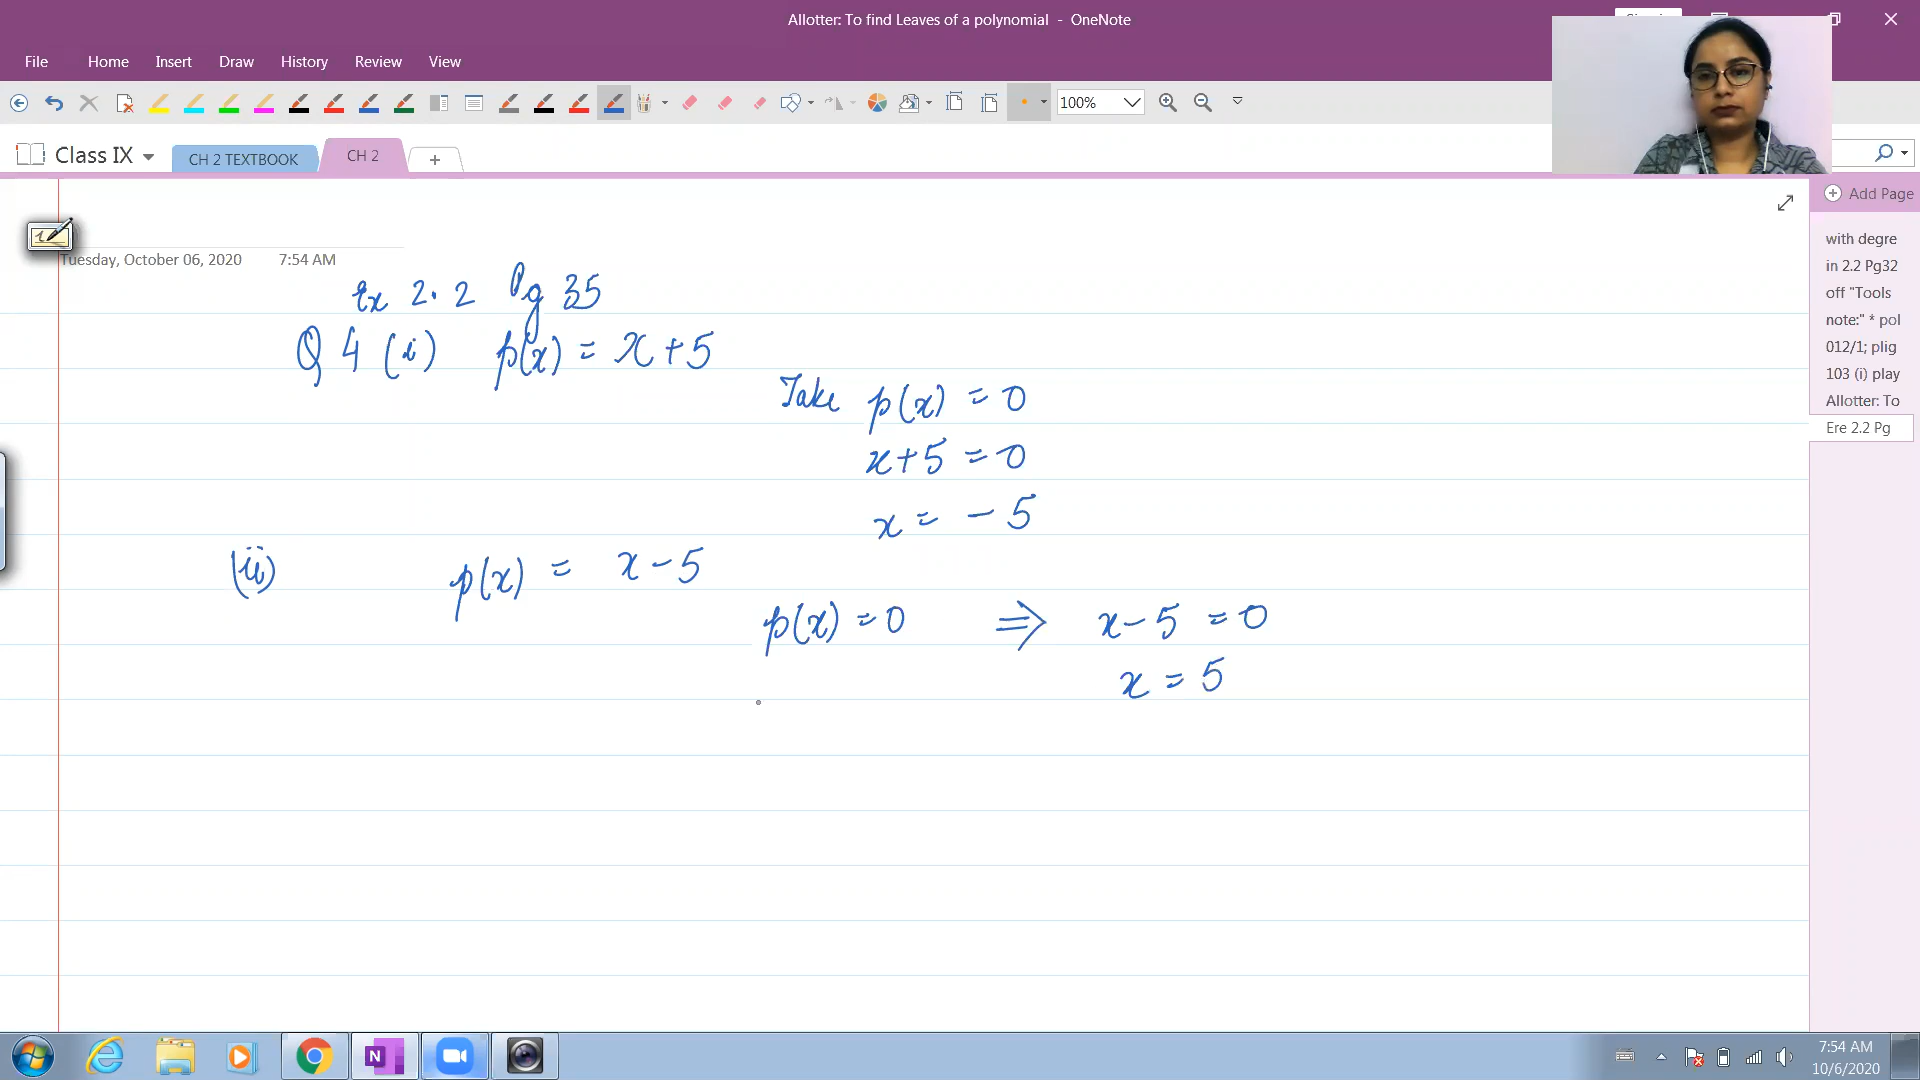 Allotter: To find Leaves of a polynomial - OneNote
File Home Insert Draw History Review View
100%
Class IX CH 2 TEXTBOOK CH 2 +
Add Page
with degre
in 2.2 Pg32
off "Tools
note:" * pol
012/1; plig
103 (i) play
Allotter: To
Ere 2.2 Pg
Tuesday, October 06, 2020 7:54 AM
Ex 2.2 Pg 35
Q 4 (i) p(x) = x+5
Take p(x) = 0
x+5 = 0
x = - 5
(ii) p(x) = x-5
p(x) = 0 ⇒ x-5 = 0
x = 5
7:54 AM
10/6/2020